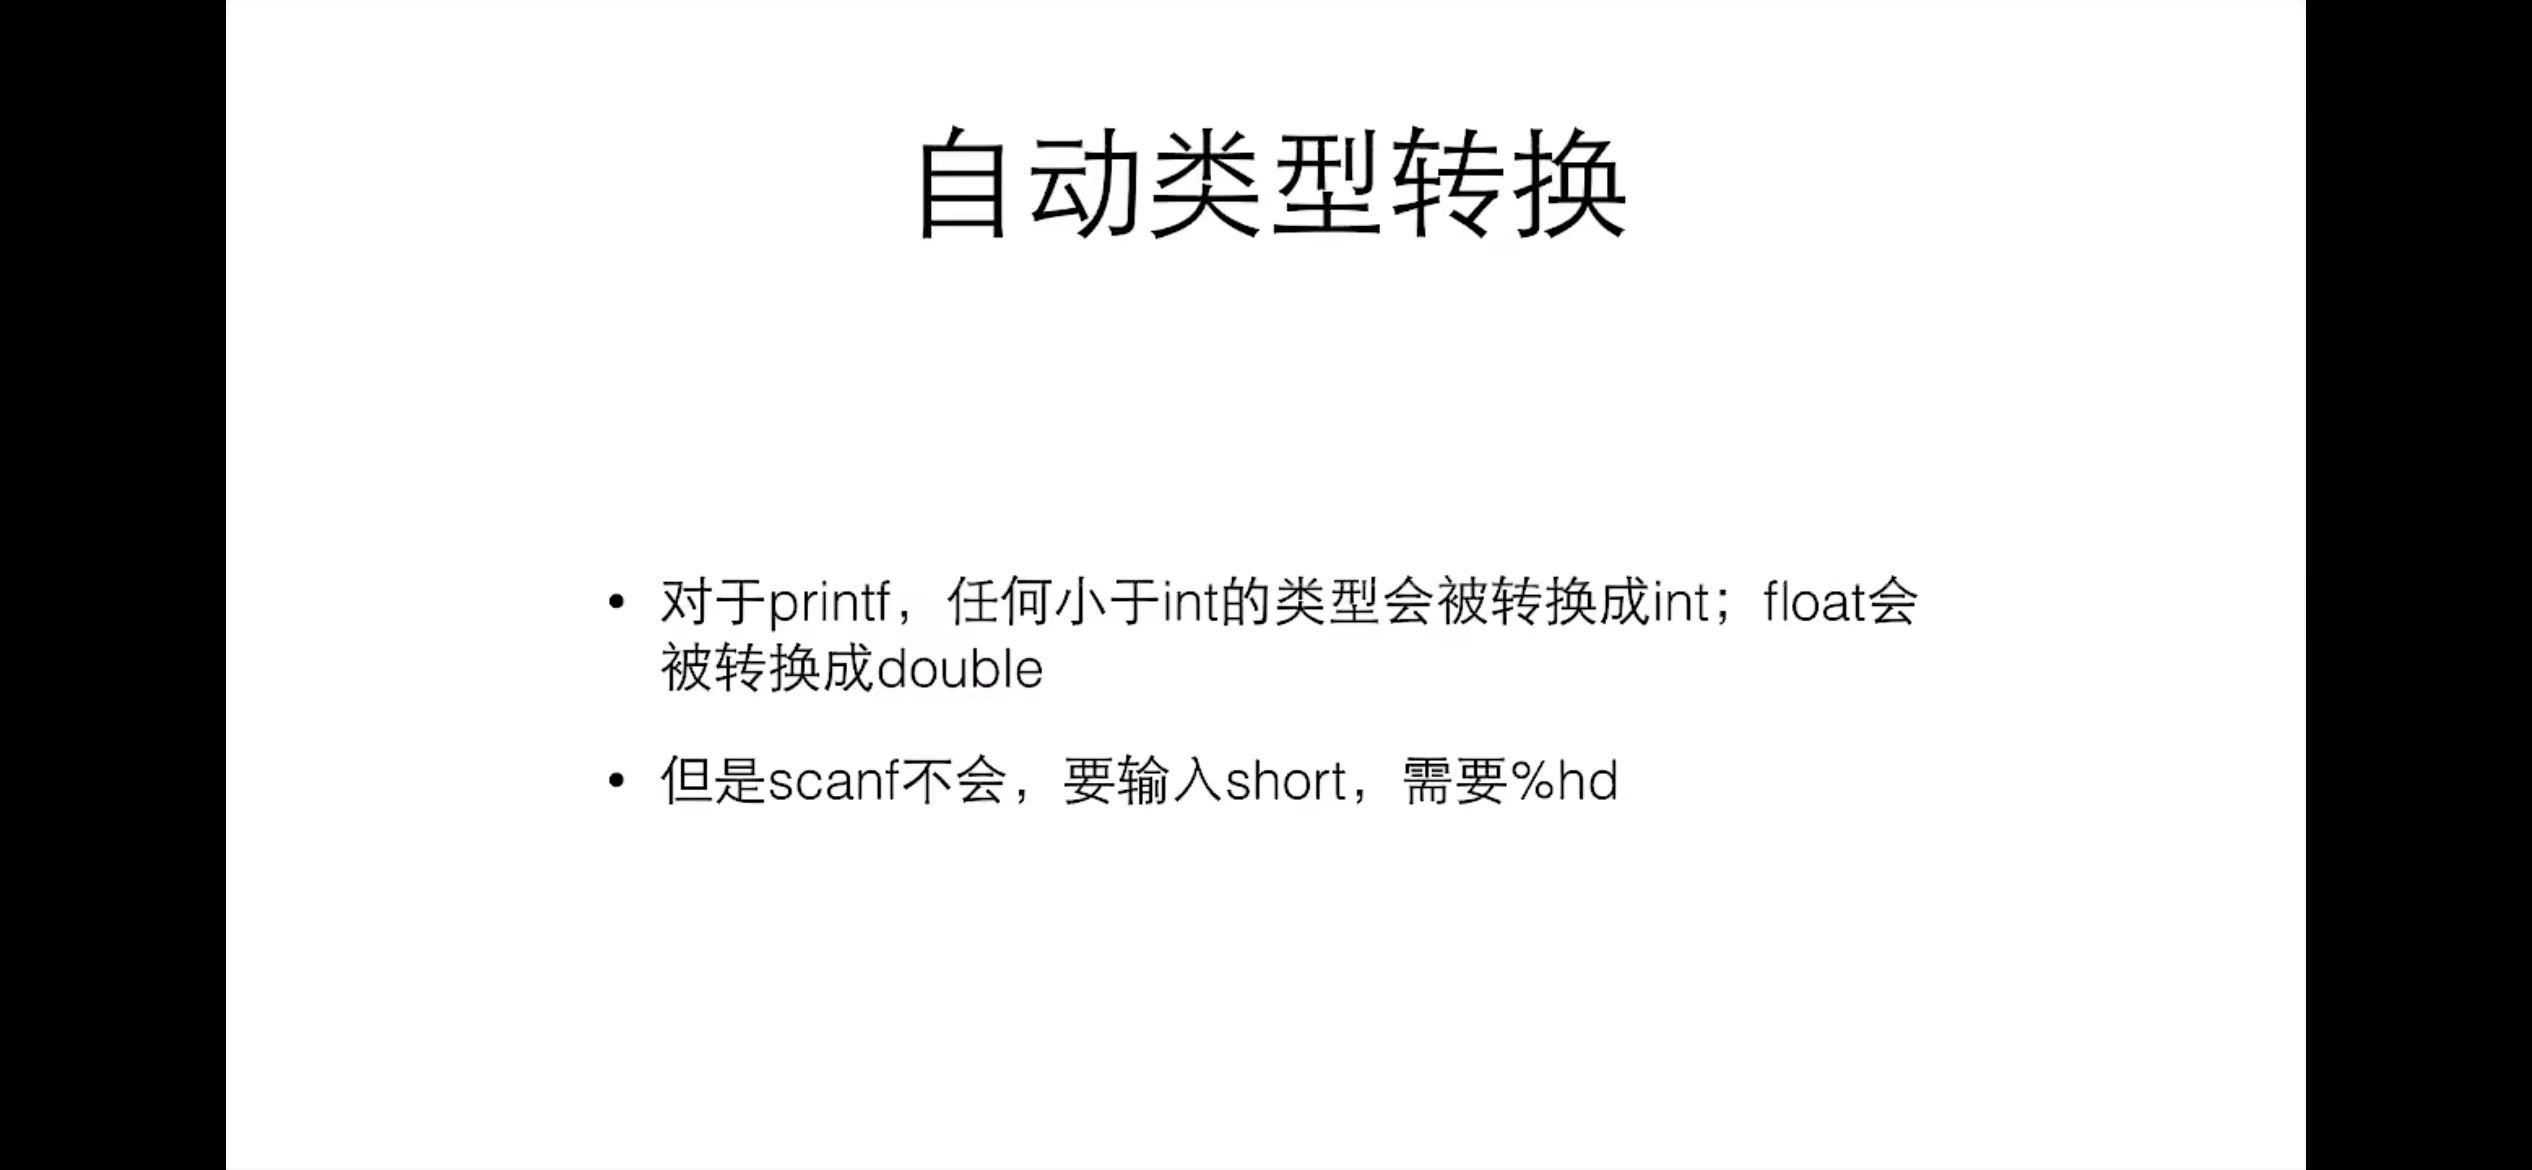 自动类型转换
• 对于printf，任何小于int的类型会被转换成int；float会
被转换成double
• 但是scanf不会，要输入short，需要%hd